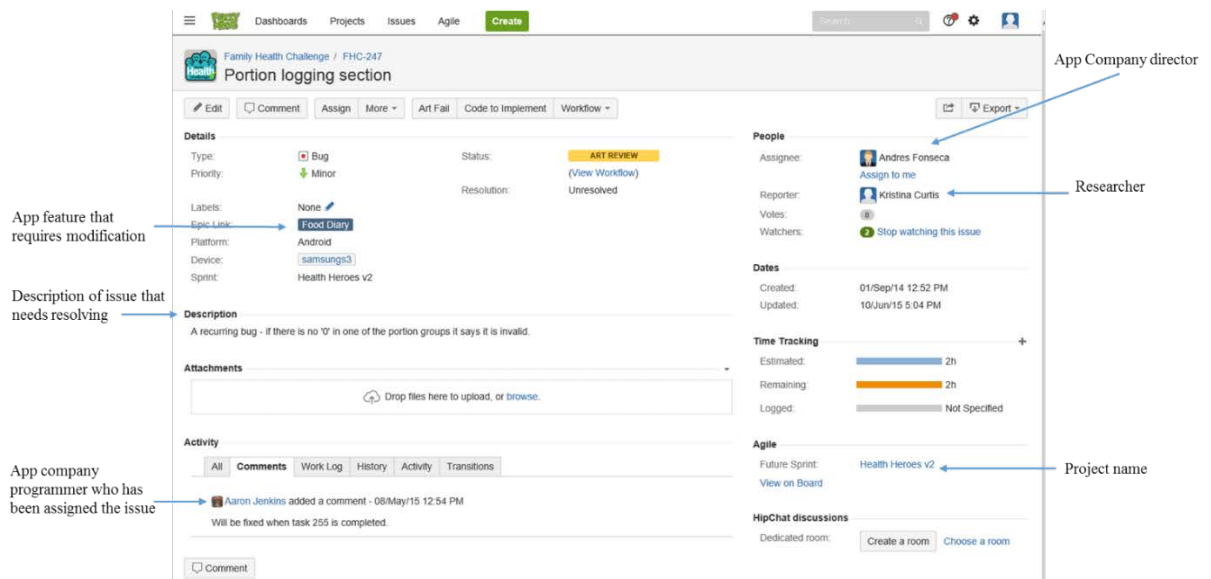 Dashboards Projects Issues Agile Create Search
Family Health Challenge / FHC-247
Health
Portion logging section
Edit Comment Assign More Art Fail Code to Implement Workflow Export
Details
Type: Bug
Status: ART REVIEW
Priority: Minor
(View Workflow)
Resolution: Unresolved
Labels: None
Epic Link: Food Diary
Platform: Android
Device: samsungs3
Sprint: Health Heroes v2
Description
A recurring bug - if there is no '0' in one of the portion groups it says it is invalid.
Attachments
Drop files here to upload, or browse.
Activity
All Comments Work Log History Activity Transitions
Aaron Jenkins added a comment - 08/May/15 12:54 PM
Will be fixed when task 255 is completed.
Comment
People
Assignee: Andres Fonseca
Assign to me
Reporter: Kristina Curtis
Votes: 0
Watchers: 2 Stop watching this issue
Dates
Created: 01/Sep/14 12:52 PM
Updated: 10/Jun/15 5:04 PM
Time Tracking
Estimated: 2h
Remaining: 2h
Logged: Not Specified
Agile
Future Sprint: Health Heroes v2
View on Board
HipChat discussions
Dedicated room: Create a room Choose a room
App feature that
requires modification
Description of issue that
needs resolving
App company
programmer who has
been assigned the issue
App Company director
Researcher
Project name